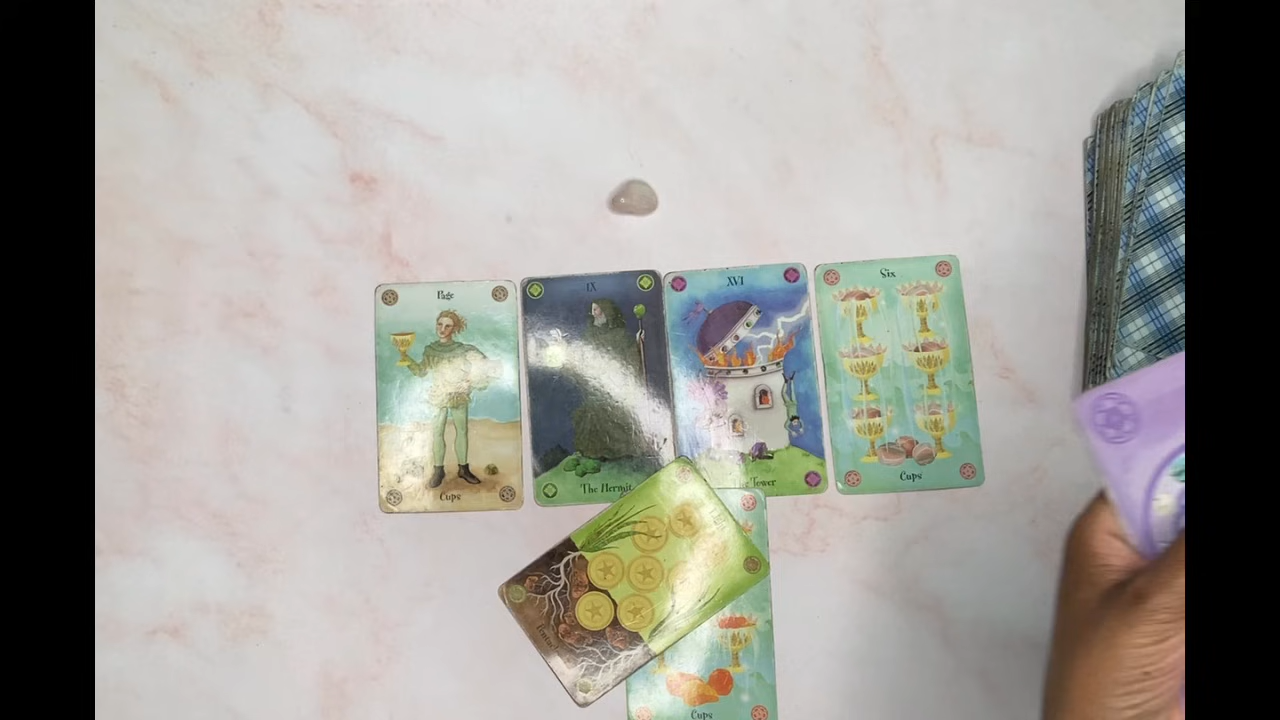 Page
IX
XVI
Six
Cups
The Hermit
Tower
Cups
Cups